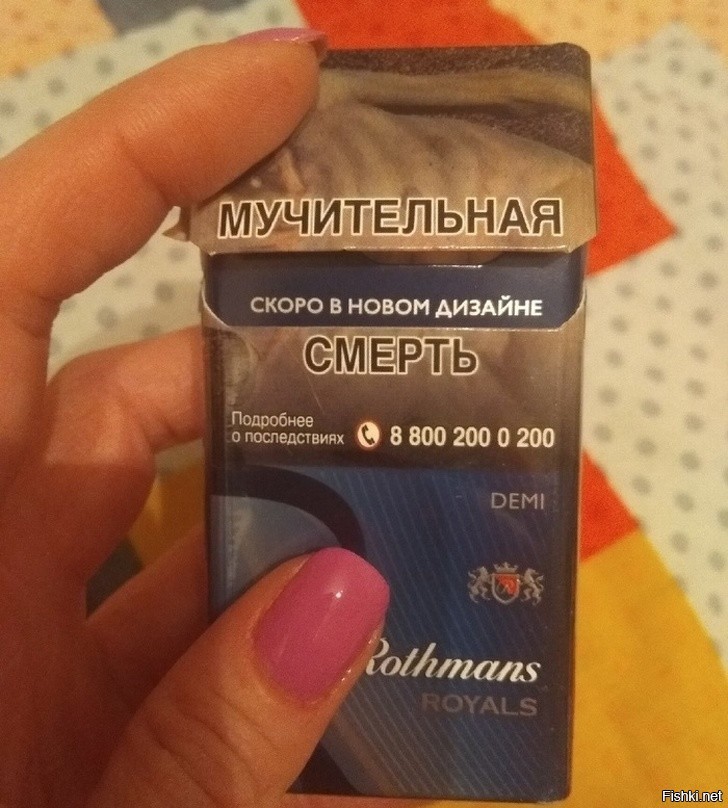 МУЧИТЕЛЬНАЯ
СКОРО В НОВОМ ДИЗАЙНЕ
СМЕРТЬ
Подробнее
о последствиях 8 800 200 0 200
DEMI
Rothmans
ROYALS
Fishki.net